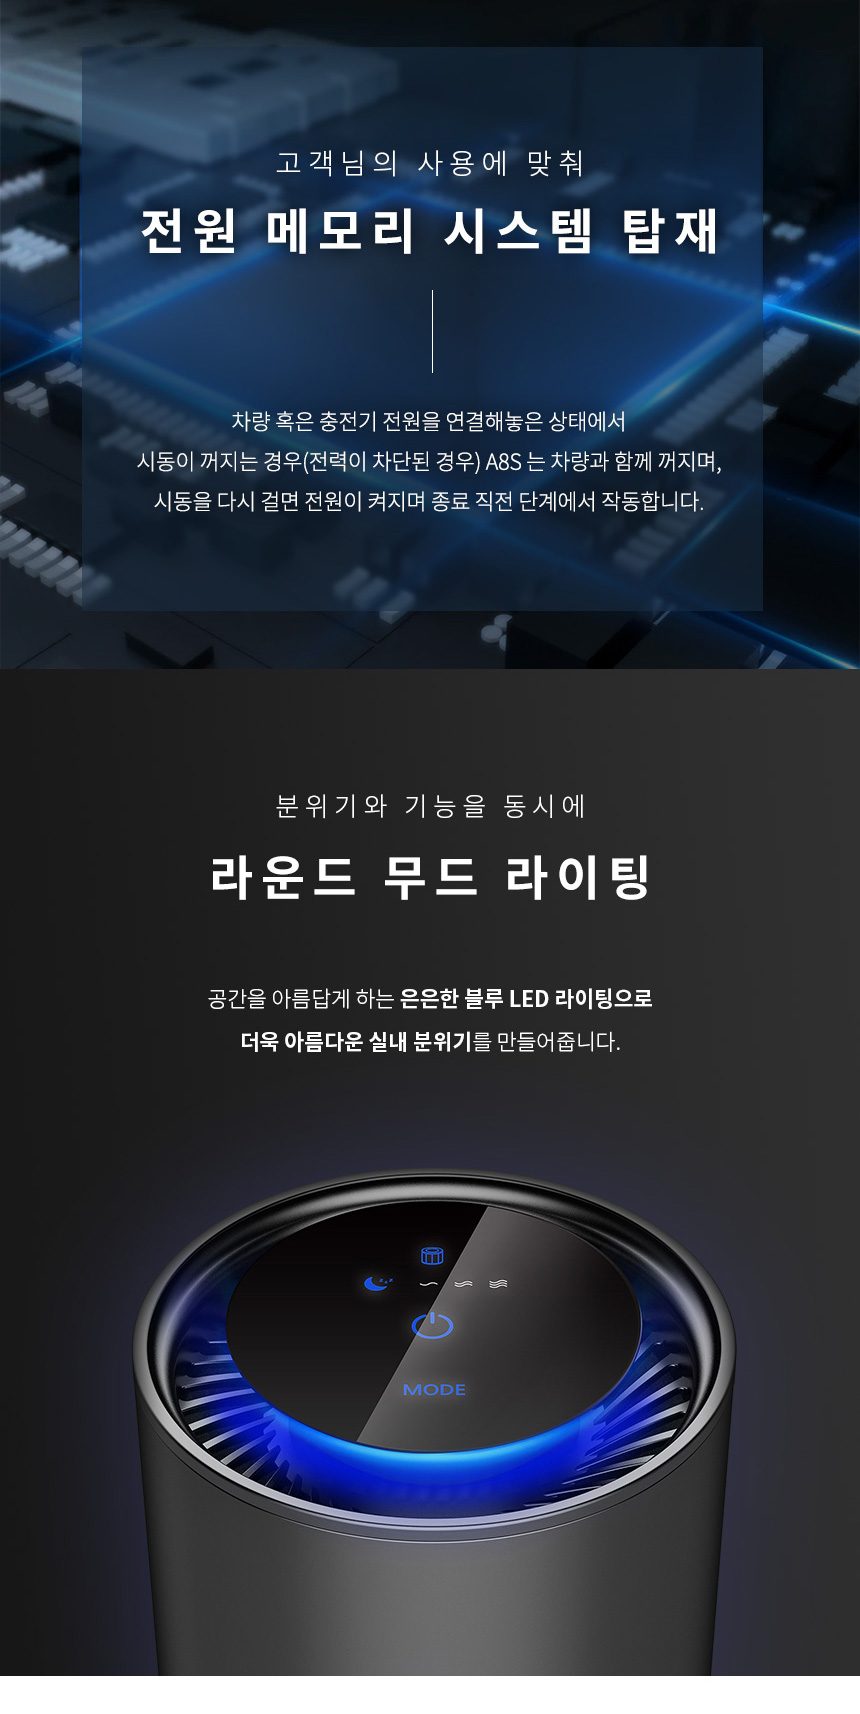 고객님의 사용에 맞춰
전원 메모리 시스템 탑재
차량 혹은 충전기 전원을 연결해놓은 상태에서
시동이 꺼지는 경우(전력이 차단된 경우) A8S 는 차량과 함께 꺼지며,
시동을 다시 걸면 전원이 켜지며 종료 직전 단계에서 작동합니다.
분위기와 기능을 동시에
라운드 무드 라이팅
공간을 아름답게 하는 은은한 블루 LED 라이팅으로
더욱 아름다운 실내 분위기를 만들어줍니다.
MODE